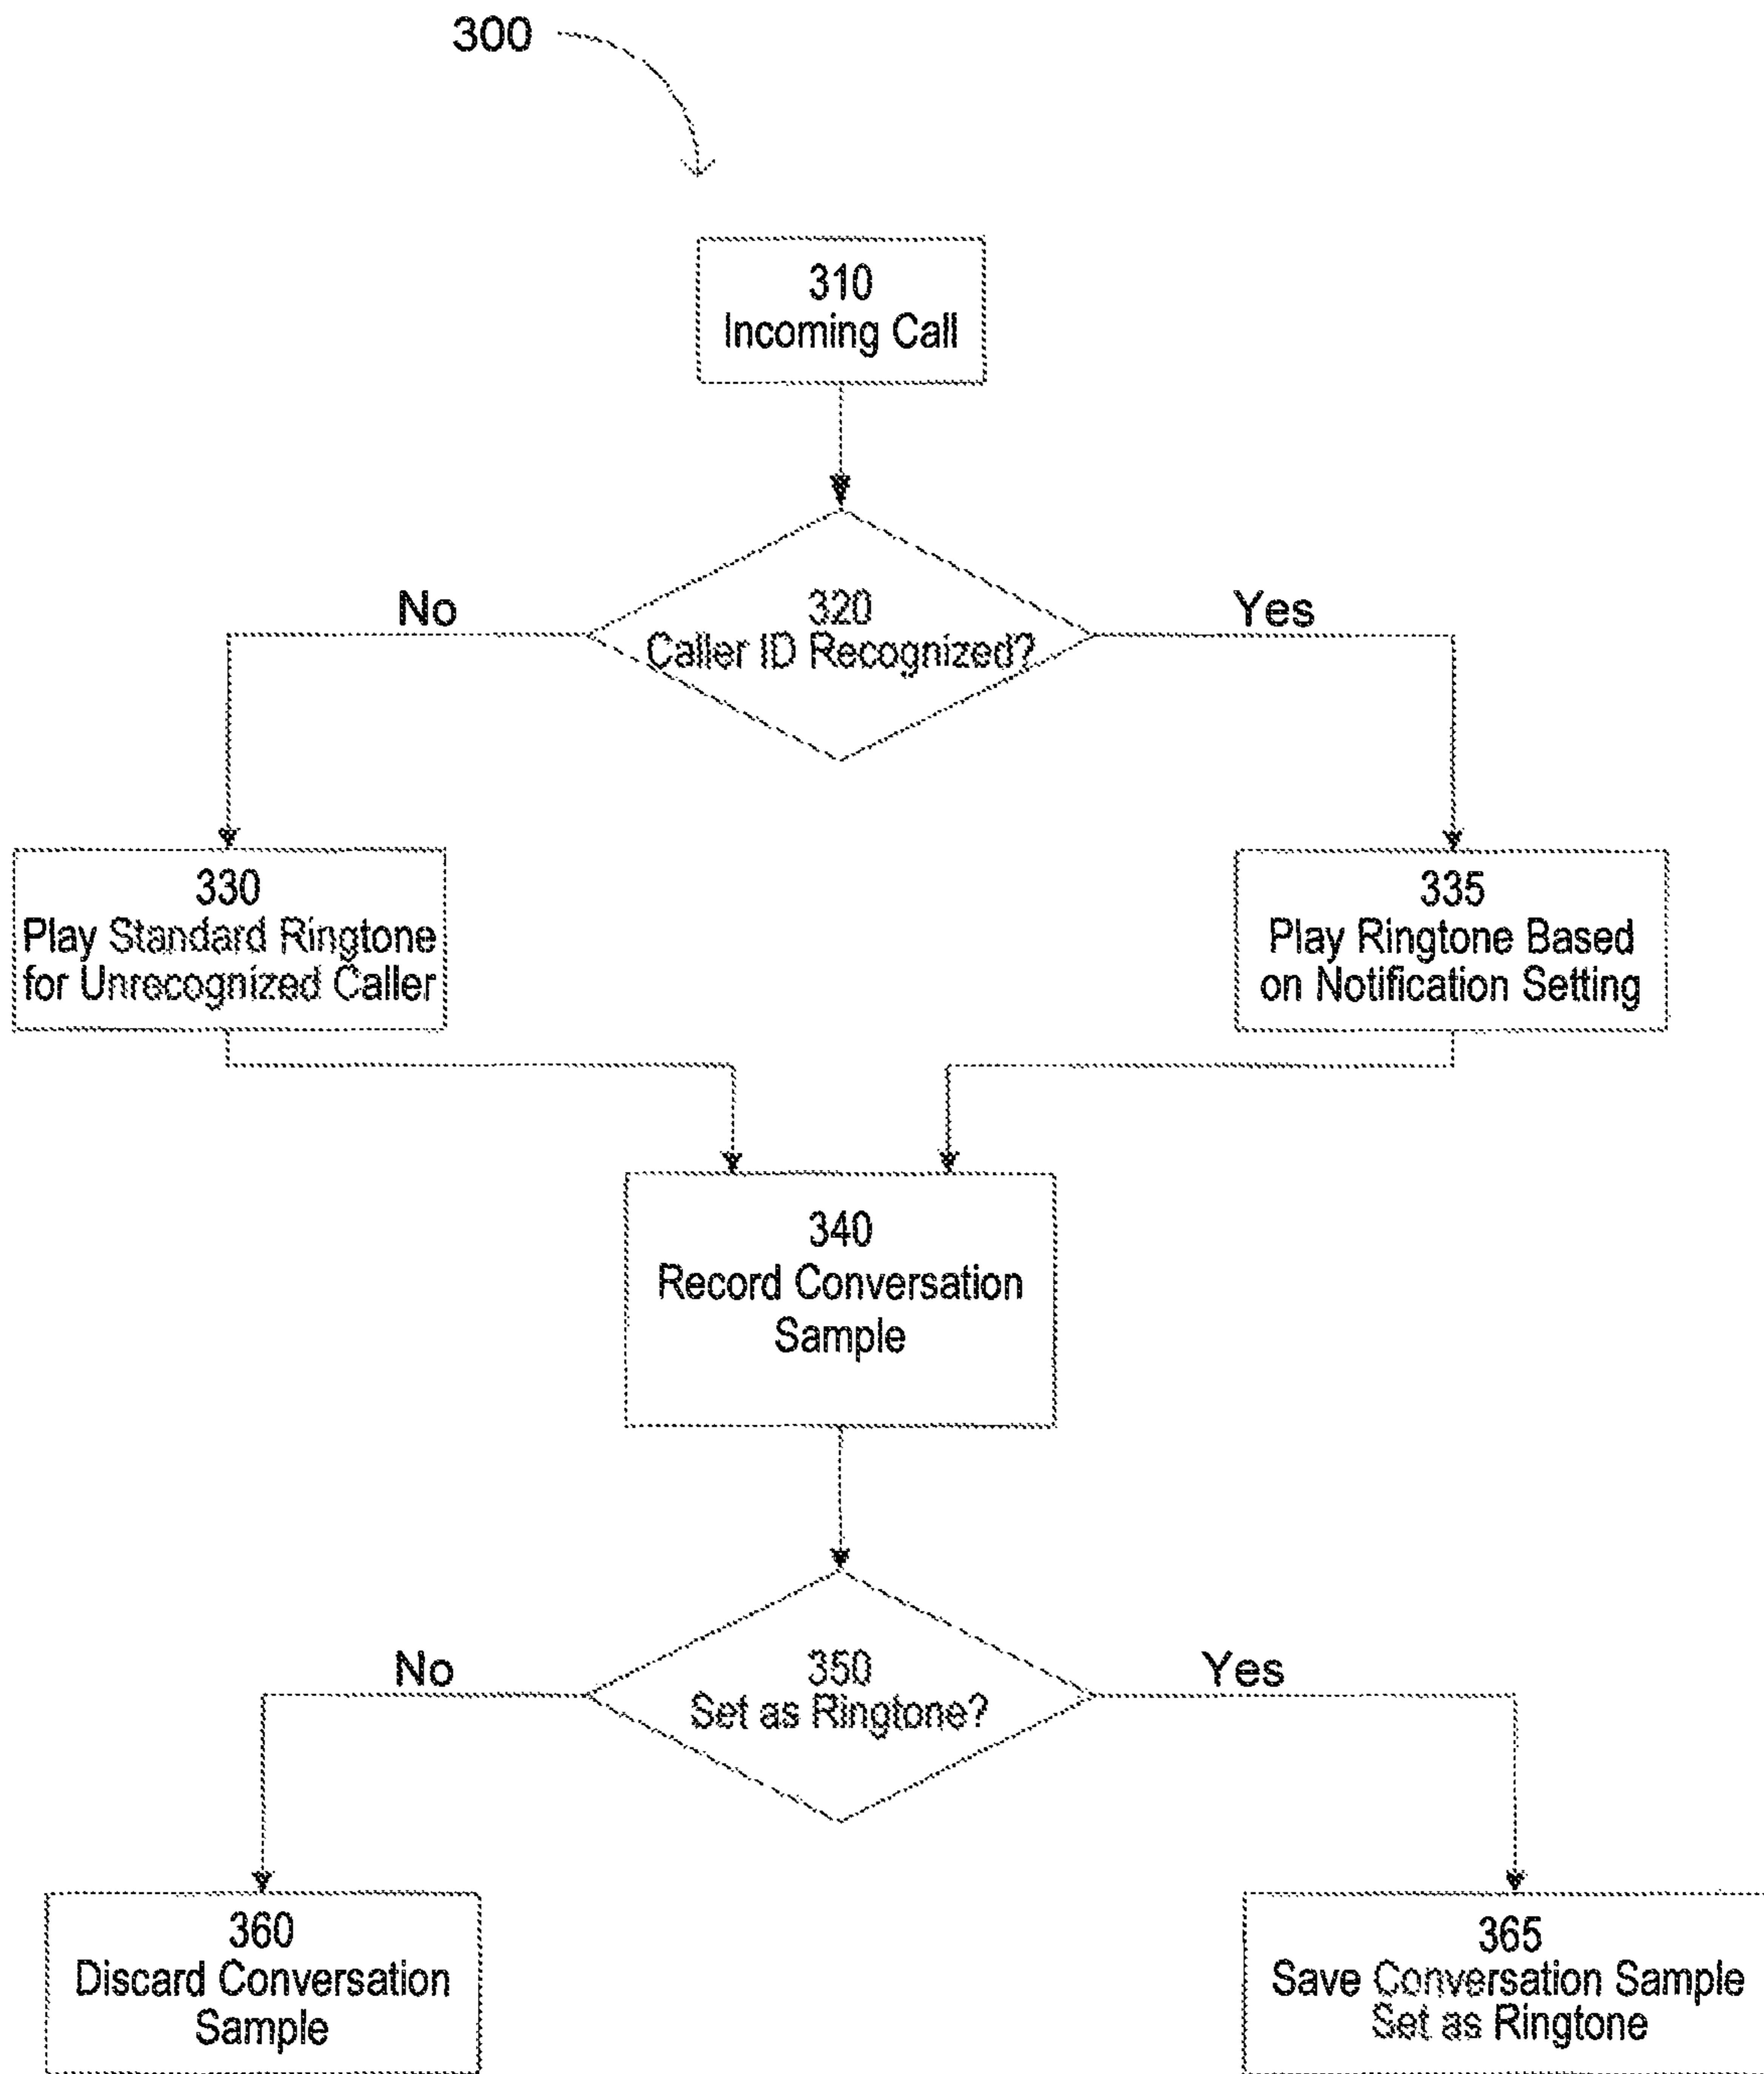 300
310
Incoming Call
320
Caller ID Recognized?
No
Yes
330
Play Standard Ringtone
for Unrecognized Caller
335
Play Ringtone Based
on Notification Setting
340
Record Conversation
Sample
350
Set as Ringtone?
No
Yes
360
Discard Conversation
Sample
365
Save Conversation Sample
Set as Ringtone